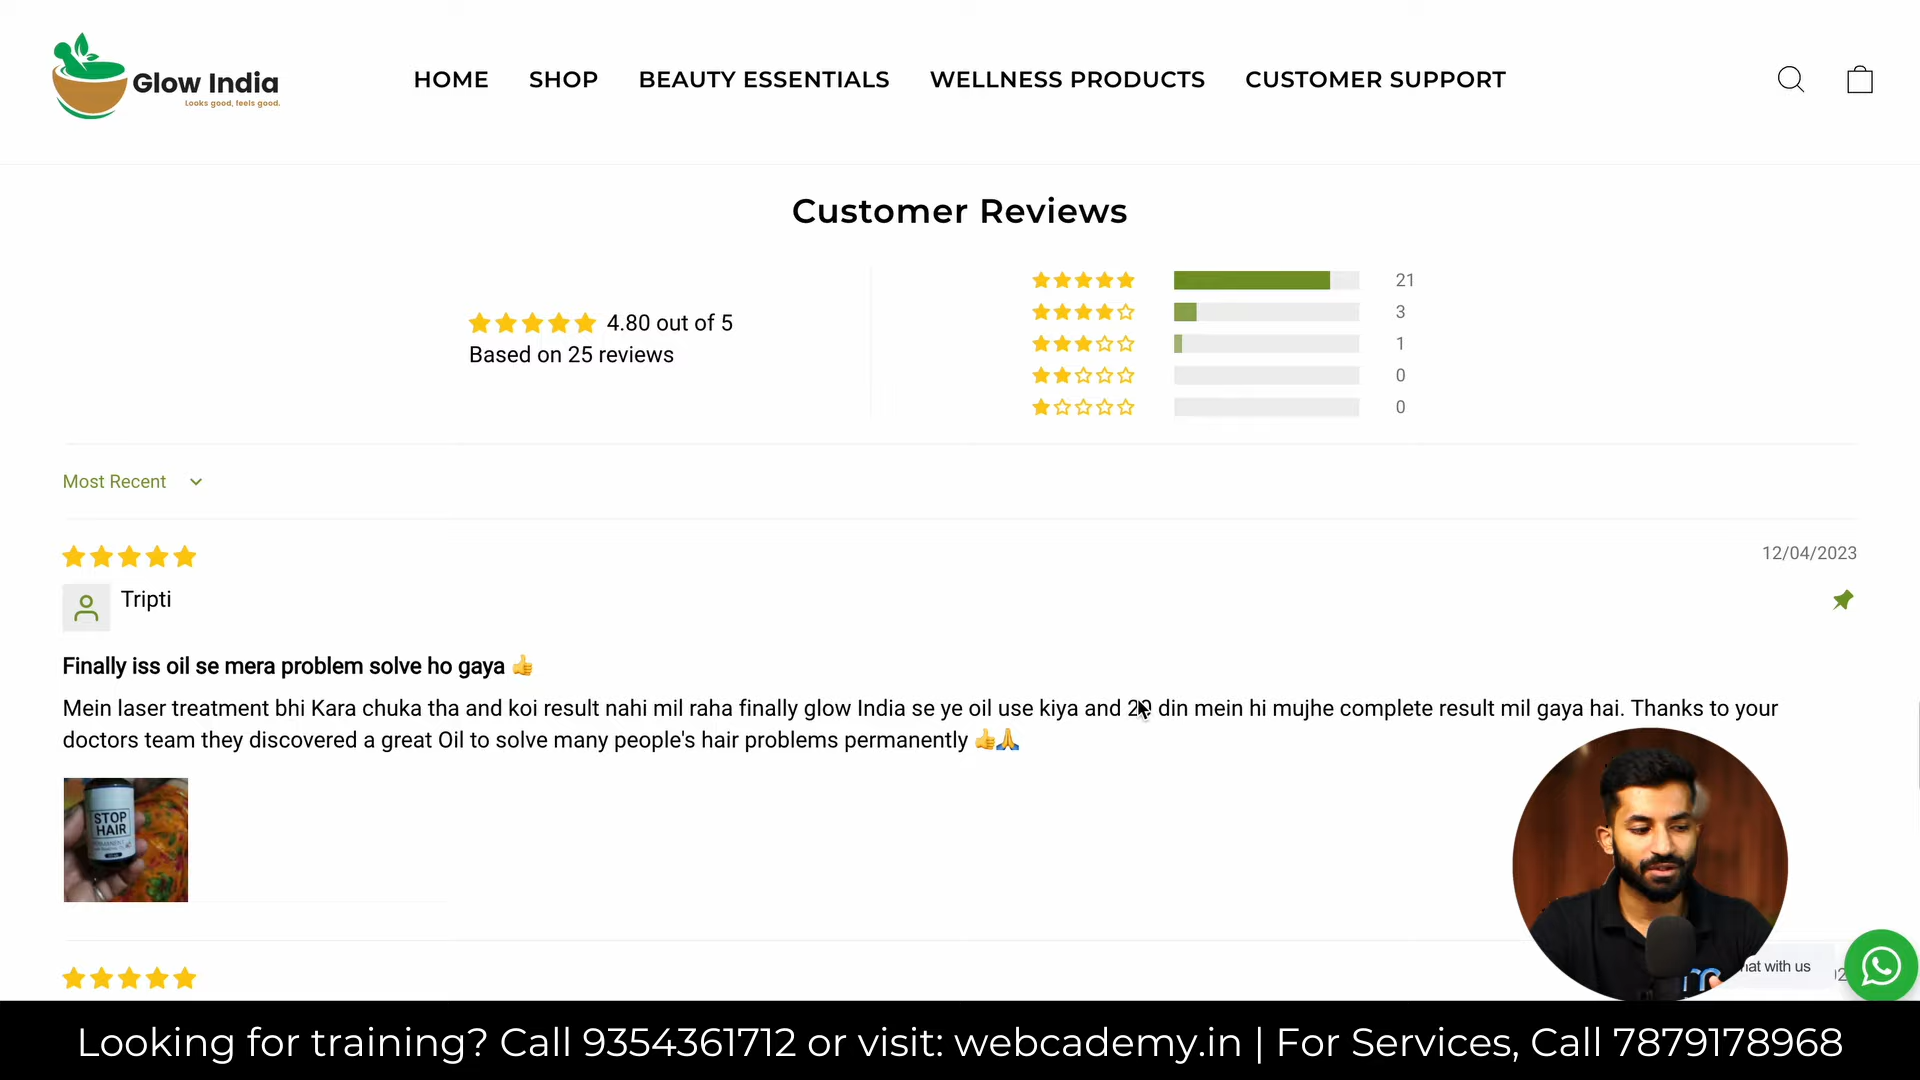 Glow India
Looks good, feels good.
HOME SHOP BEAUTY ESSENTIALS WELLNESS PRODUCTS CUSTOMER SUPPORT
Customer Reviews
4.80 out of 5
Based on 25 reviews
21
3
1
0
0
Most Recent
12/04/2023
Tripti
Finally iss oil se mera problem solve ho gaya 👍
Mein laser treatment bhi Kara chuka tha and koi result nahi mil raha finally glow India se ye oil use kiya and din mein hi mujhe complete result mil gaya hai. Thanks to your
doctors team they discovered a great Oil to solve many people's hair problems permanently 👍🙏
STOP
HAIR
hat with us
Looking for training? Call 9354361712 or visit: webcademy.in | For Services, Call 7879178968